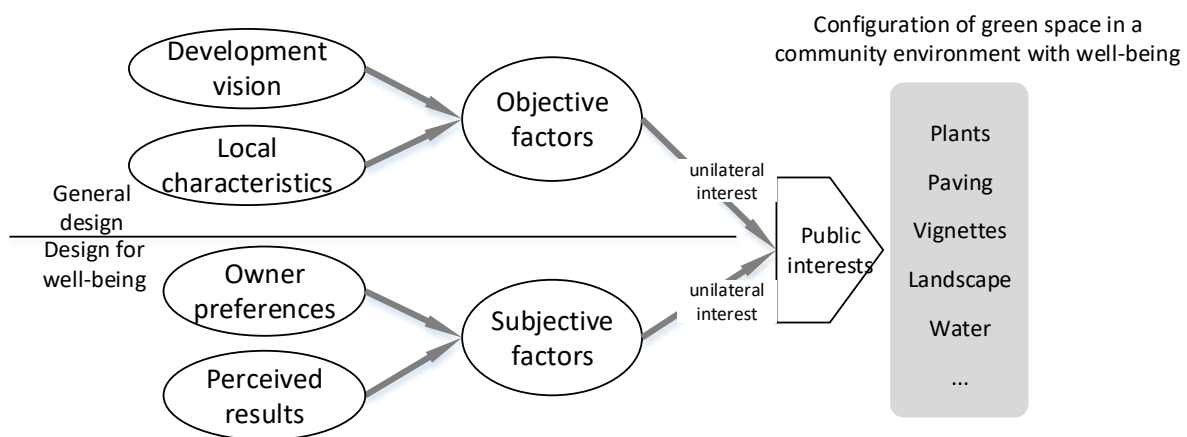 Configuration of green space in a
community environment with well-being
Development
vision
Local
characteristics
Objective
factors
General
design
Design for
well-being
Owner
preferences
Perceived
results
Subjective
factors
unilateral
interest
unilateral
interest
Public
interests
Plants
Paving
Vignettes
Landscape
Water
...